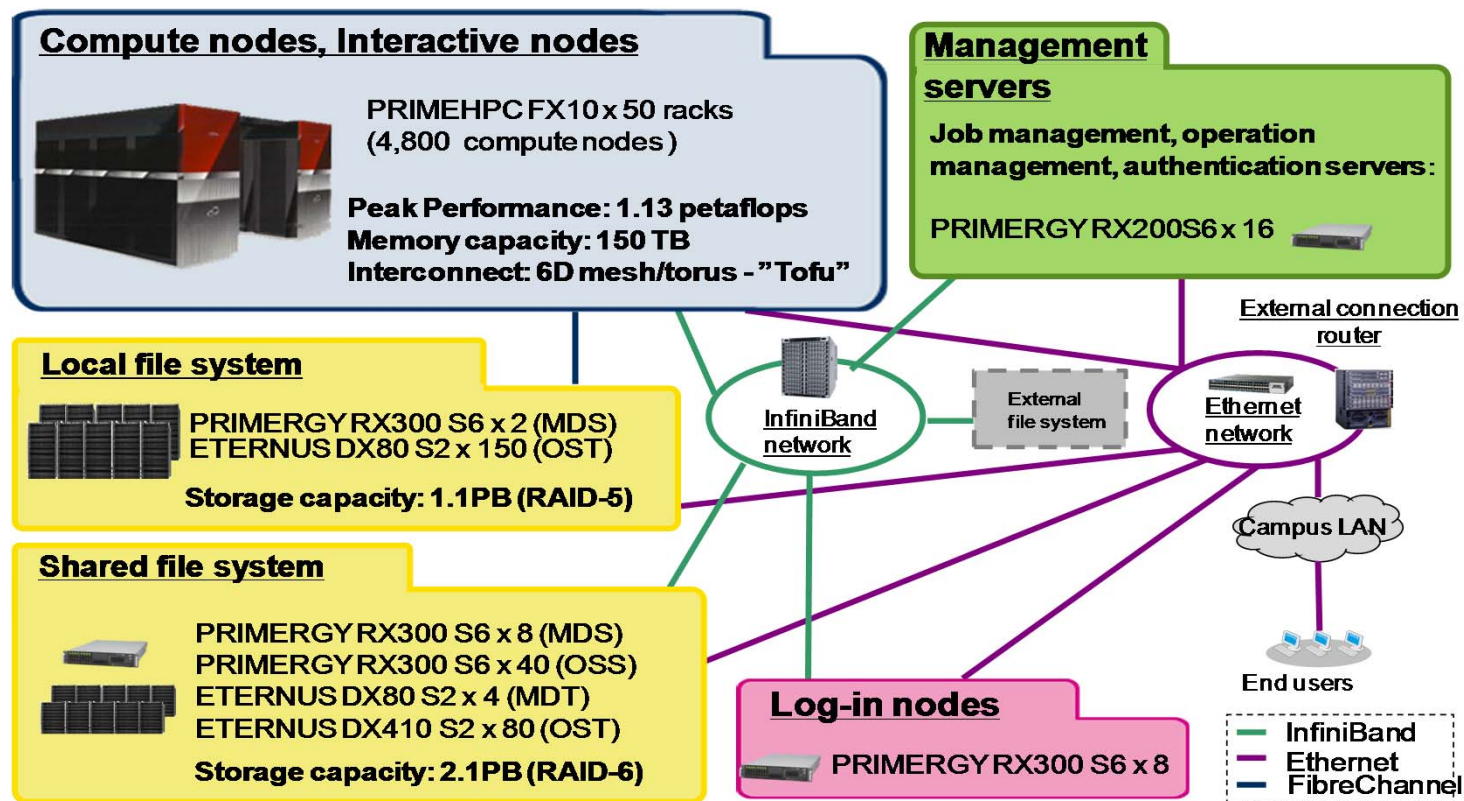 Compute nodes, Interactive nodes
PRIMEHPC FX10 x 50 racks
(4,800 compute nodes)
Peak Performance: 1.13 petaflops
Memory capacity: 150 TB
Interconnect: 6D mesh/torus - ”Tofu”
Management
servers
Job management, operation
management, authentication servers:
PRIMERGY RX200S6 x 16
External connection
router
Local file system
PRIMERGY RX300 S6 x 2 (MDS)
ETERNUS DX80 S2 x 150 (OST)
Storage capacity: 1.1PB (RAID-5)
InfiniBand
network
External
file system
Ethernet
network
Campus LAN
End users
Shared file system
PRIMERGY RX300 S6 x 8 (MDS)
PRIMERGY RX300 S6 x 40 (OSS)
ETERNUS DX80 S2 x 4 (MDT)
ETERNUS DX410 S2 x 80 (OST)
Storage capacity: 2.1PB (RAID-6)
Log-in nodes
PRIMERGY RX300 S6 x 8
InfiniBand
Ethernet
FibreChannel